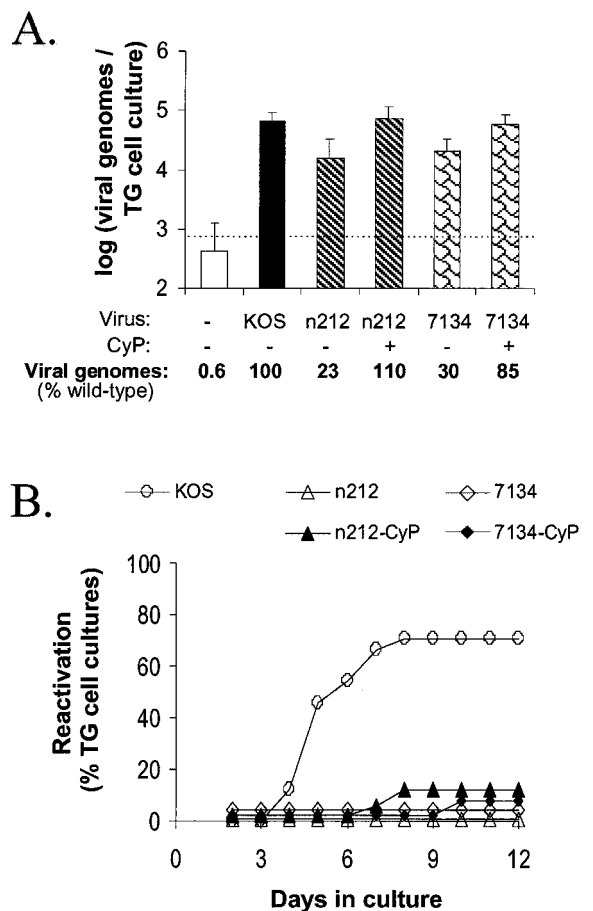 A.
log (viral genomes /
TG cell culture)
6
5
4
3
2
Virus: - KOS n212 n212 7134 7134
CyP: - - - + - +
Viral genomes: 0.6 100 23 110 30 85
(% wild-type)
B.
KOS n212 7134
n212-CyP 7134-CyP
Reactivation
(% TG cell cultures)
100
80
60
40
20
0
0 3 6 9 12
Days in culture